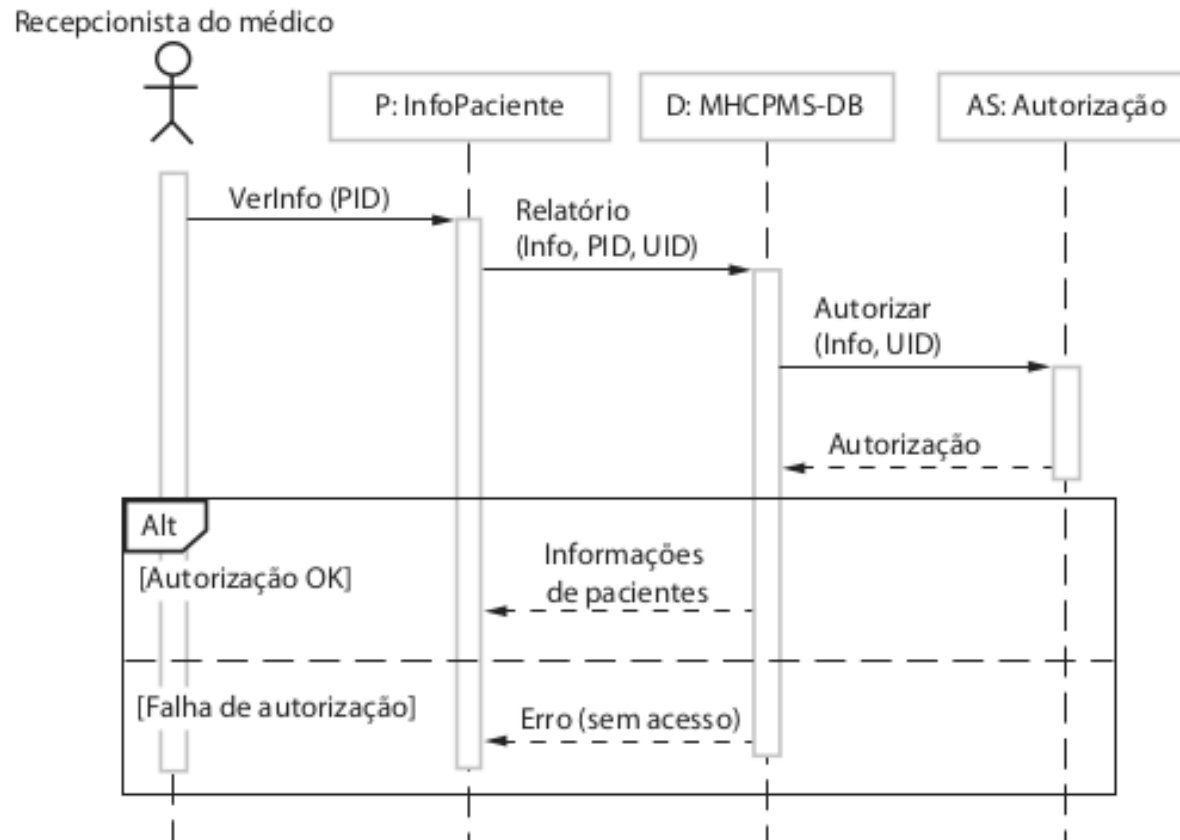 Recepcionista do médico
P: InfoPaciente
D: MHCPMS-DB
AS: Autorização
VerInfo (PID)
Relatório
(Info, PID, UID)
Autorizar
(Info, UID)
Autorização
Alt
[Autorização OK]
Informações
de pacientes
[Falha de autorização]
Erro (sem acesso)